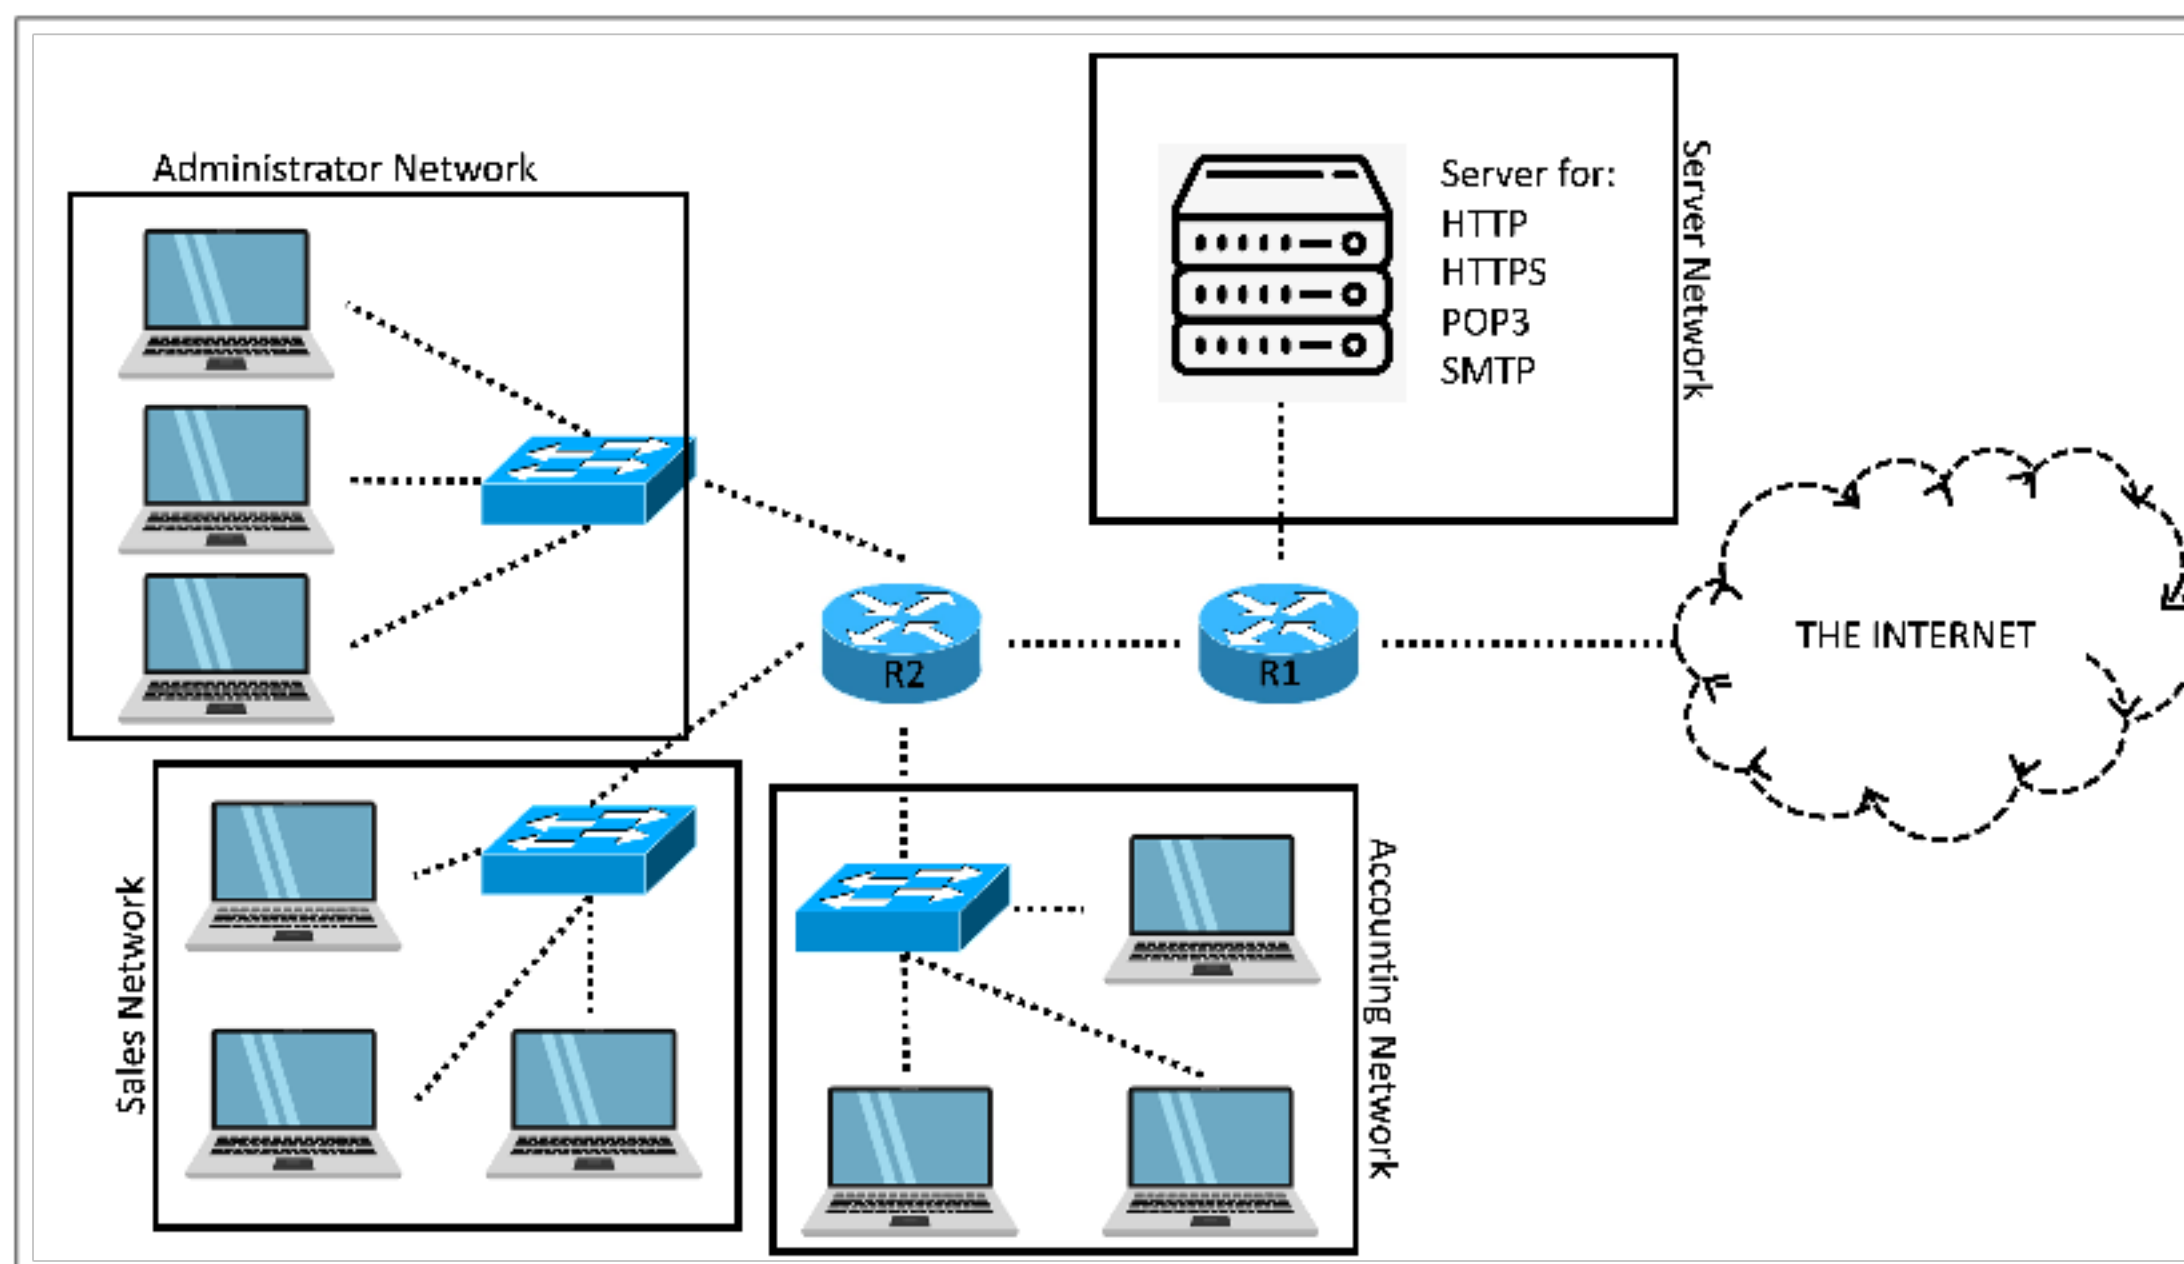 Administrator Network
Server for:
HTTP
HTTPS
POP3
SMTP
Server Network
THE INTERNET
R2
R1
Sales Network
Accounting Network